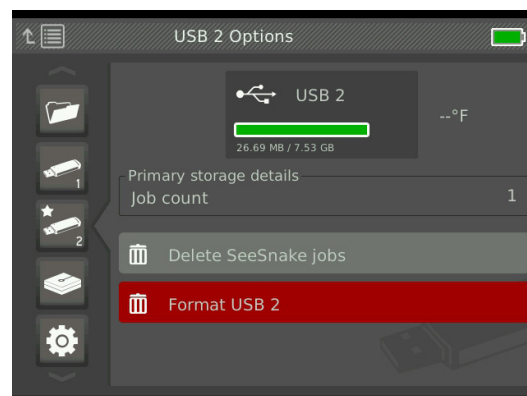 USB 2 Options
USB 2
26.69 MB / 7.53 GB
--°F
1
Primary storage details
Job count 1
2
Delete SeeSnake jobs
Format USB 2